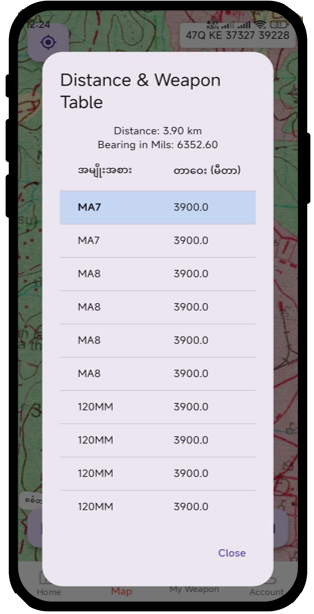 12:24
47Q KE 37327 39228
Distance & Weapon
Table
Distance: 3.90 km
Bearing in Mils: 6352.60
အမျိုးအစား တာဝေး (မီတာ)
MA7 3900.0
MA7 3900.0
MA8 3900.0
MA8 3900.0
MA8 3900.0
MA8 3900.0
120MM 3900.0
120MM 3900.0
120MM 3900.0
120MM 3900.0
Close
Home Map My Weapon Account